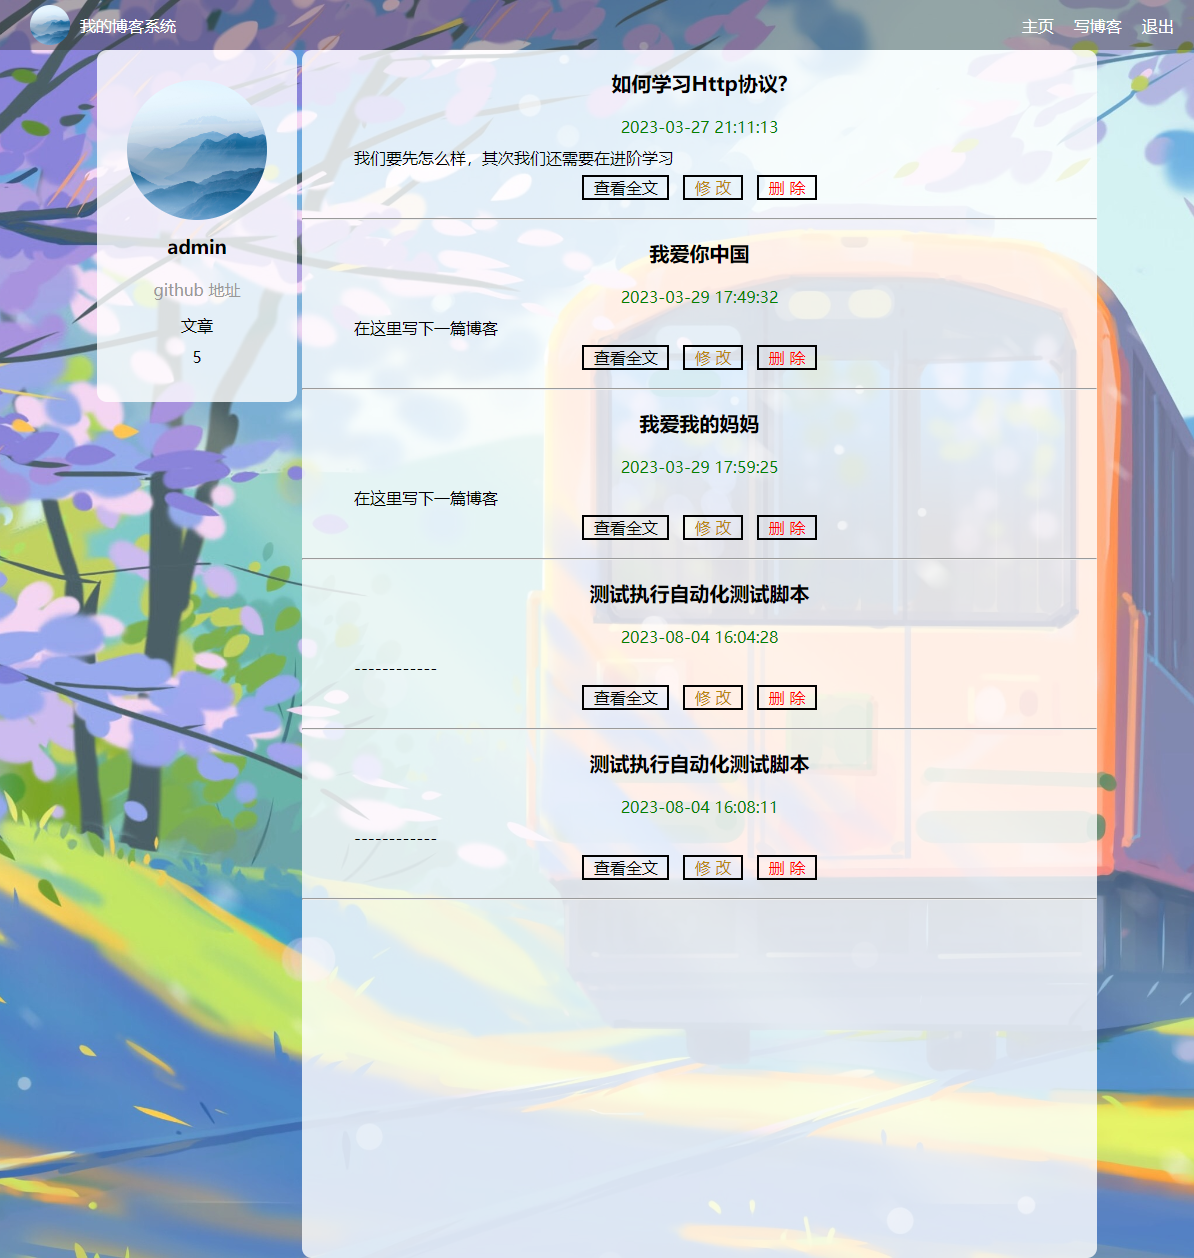 我的博客系统 主页 写博客 退出
admin
github 地址
文章
5
如何学习Http协议?
2023-03-27 21:11:13
我们要先怎么样，其次我们还需要在进阶学习
查看全文 修 改 删 除
我爱你中国
2023-03-29 17:49:32
在这里写下一篇博客
查看全文 修 改 删 除
我爱我的妈妈
2023-03-29 17:59:25
在这里写下一篇博客
查看全文 修 改 删 除
测试执行自动化测试脚本
2023-08-04 16:04:28
------------
查看全文 修 改 删 除
测试执行自动化测试脚本
2023-08-04 16:08:11
------------
查看全文 修 改 删 除